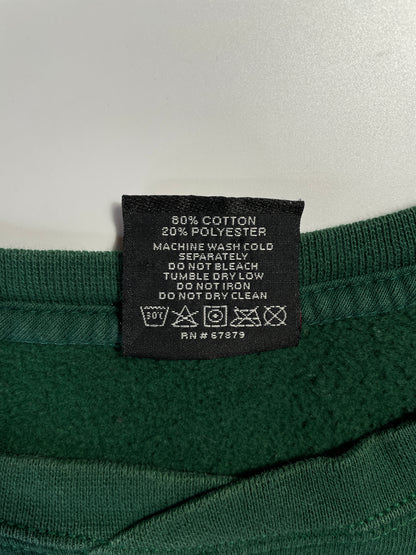 80% COTTON
20% POLYESTER
MACHINE WASH COLD
SEPARATELY
DO NOT BLEACH
TUMBLE DRY LOW
DO NOT IRON
DO NOT DRY CLEAN
30°C
RN # 67879